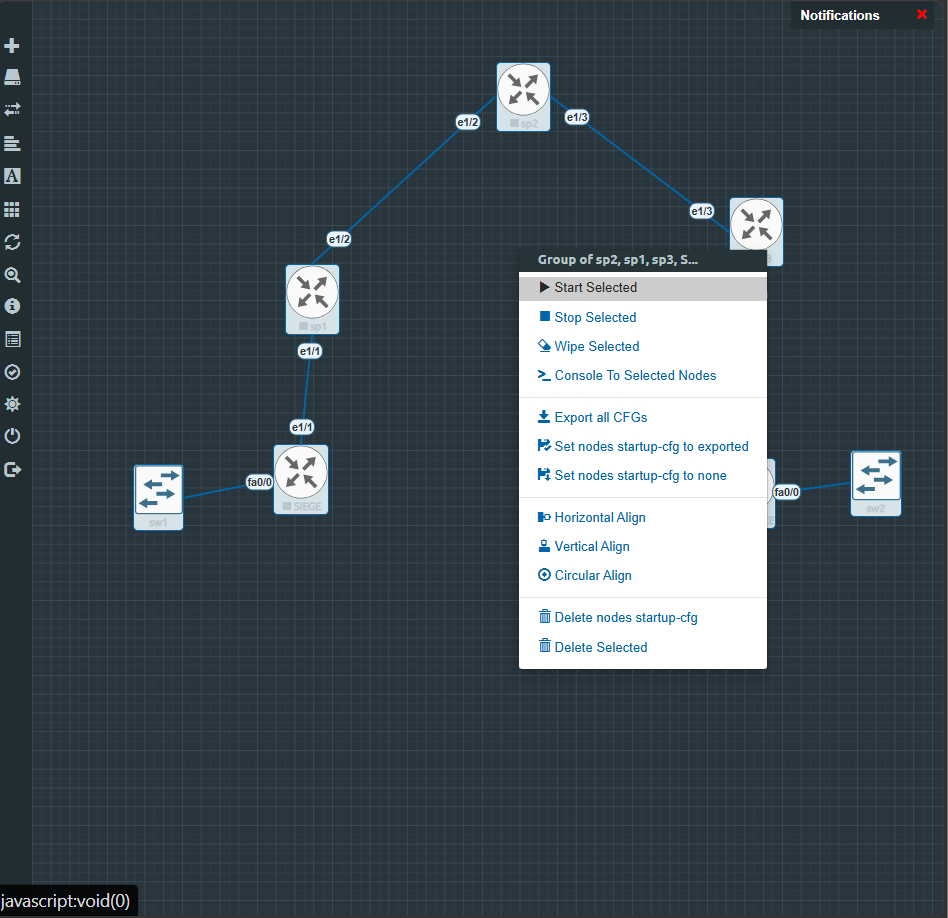 Notifications
sp2
e1/2
e1/3
e1/3
e1/2
Group of sp2, sp1, sp3, S...
Start Selected
sp1
Stop Selected
Wipe Selected
e1/1
Console To Selected Nodes
Export all CFGs
e1/1
Set nodes startup-cfg to exported
Set nodes startup-cfg to none
fa0/0
fa0/0
SIEGE
sw2
sw1
Horizontal Align
Vertical Align
Circular Align
Delete nodes startup-cfg
Delete Selected
javascript:void(0)